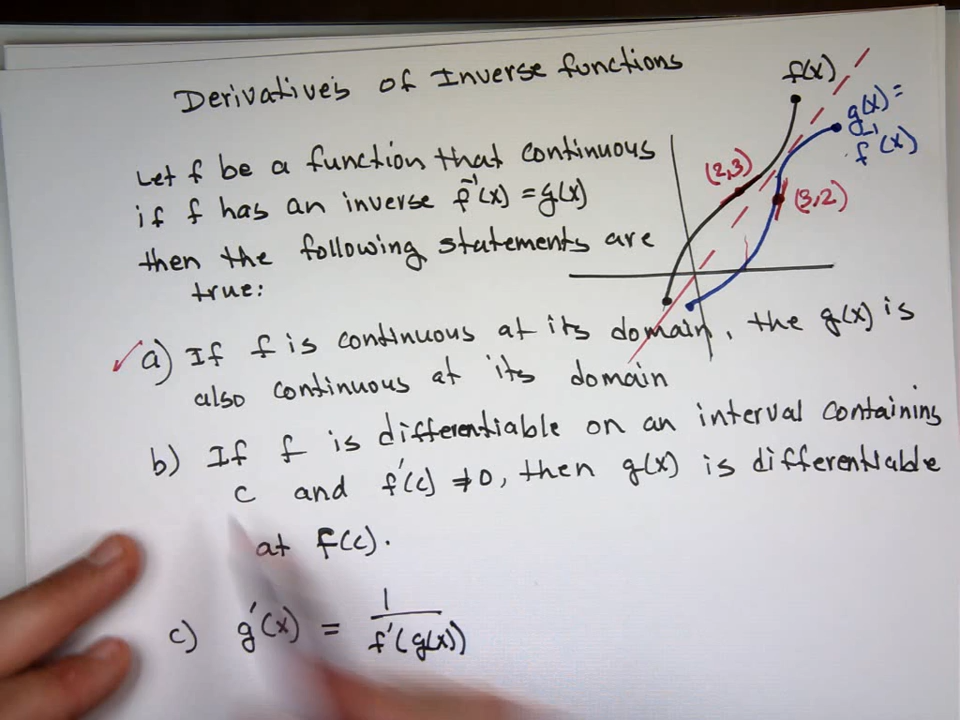 Derivatives of Inverse functions
Let f be a function that continuous
if f has an inverse f⁻¹(x) = g(x)
then the following statements are
true:
a) If f is continuous at its domain, the g(x) is
also continuous at its domain
b) If f is differentiable on an interval containing
c and f'(c) ≠ 0, then g(x) is differentiable
at f(c).
c) g'(x) = 1/f'(g(x))
f(x)
g(x) =
f⁻¹(x)
(2,3)
(3,2)